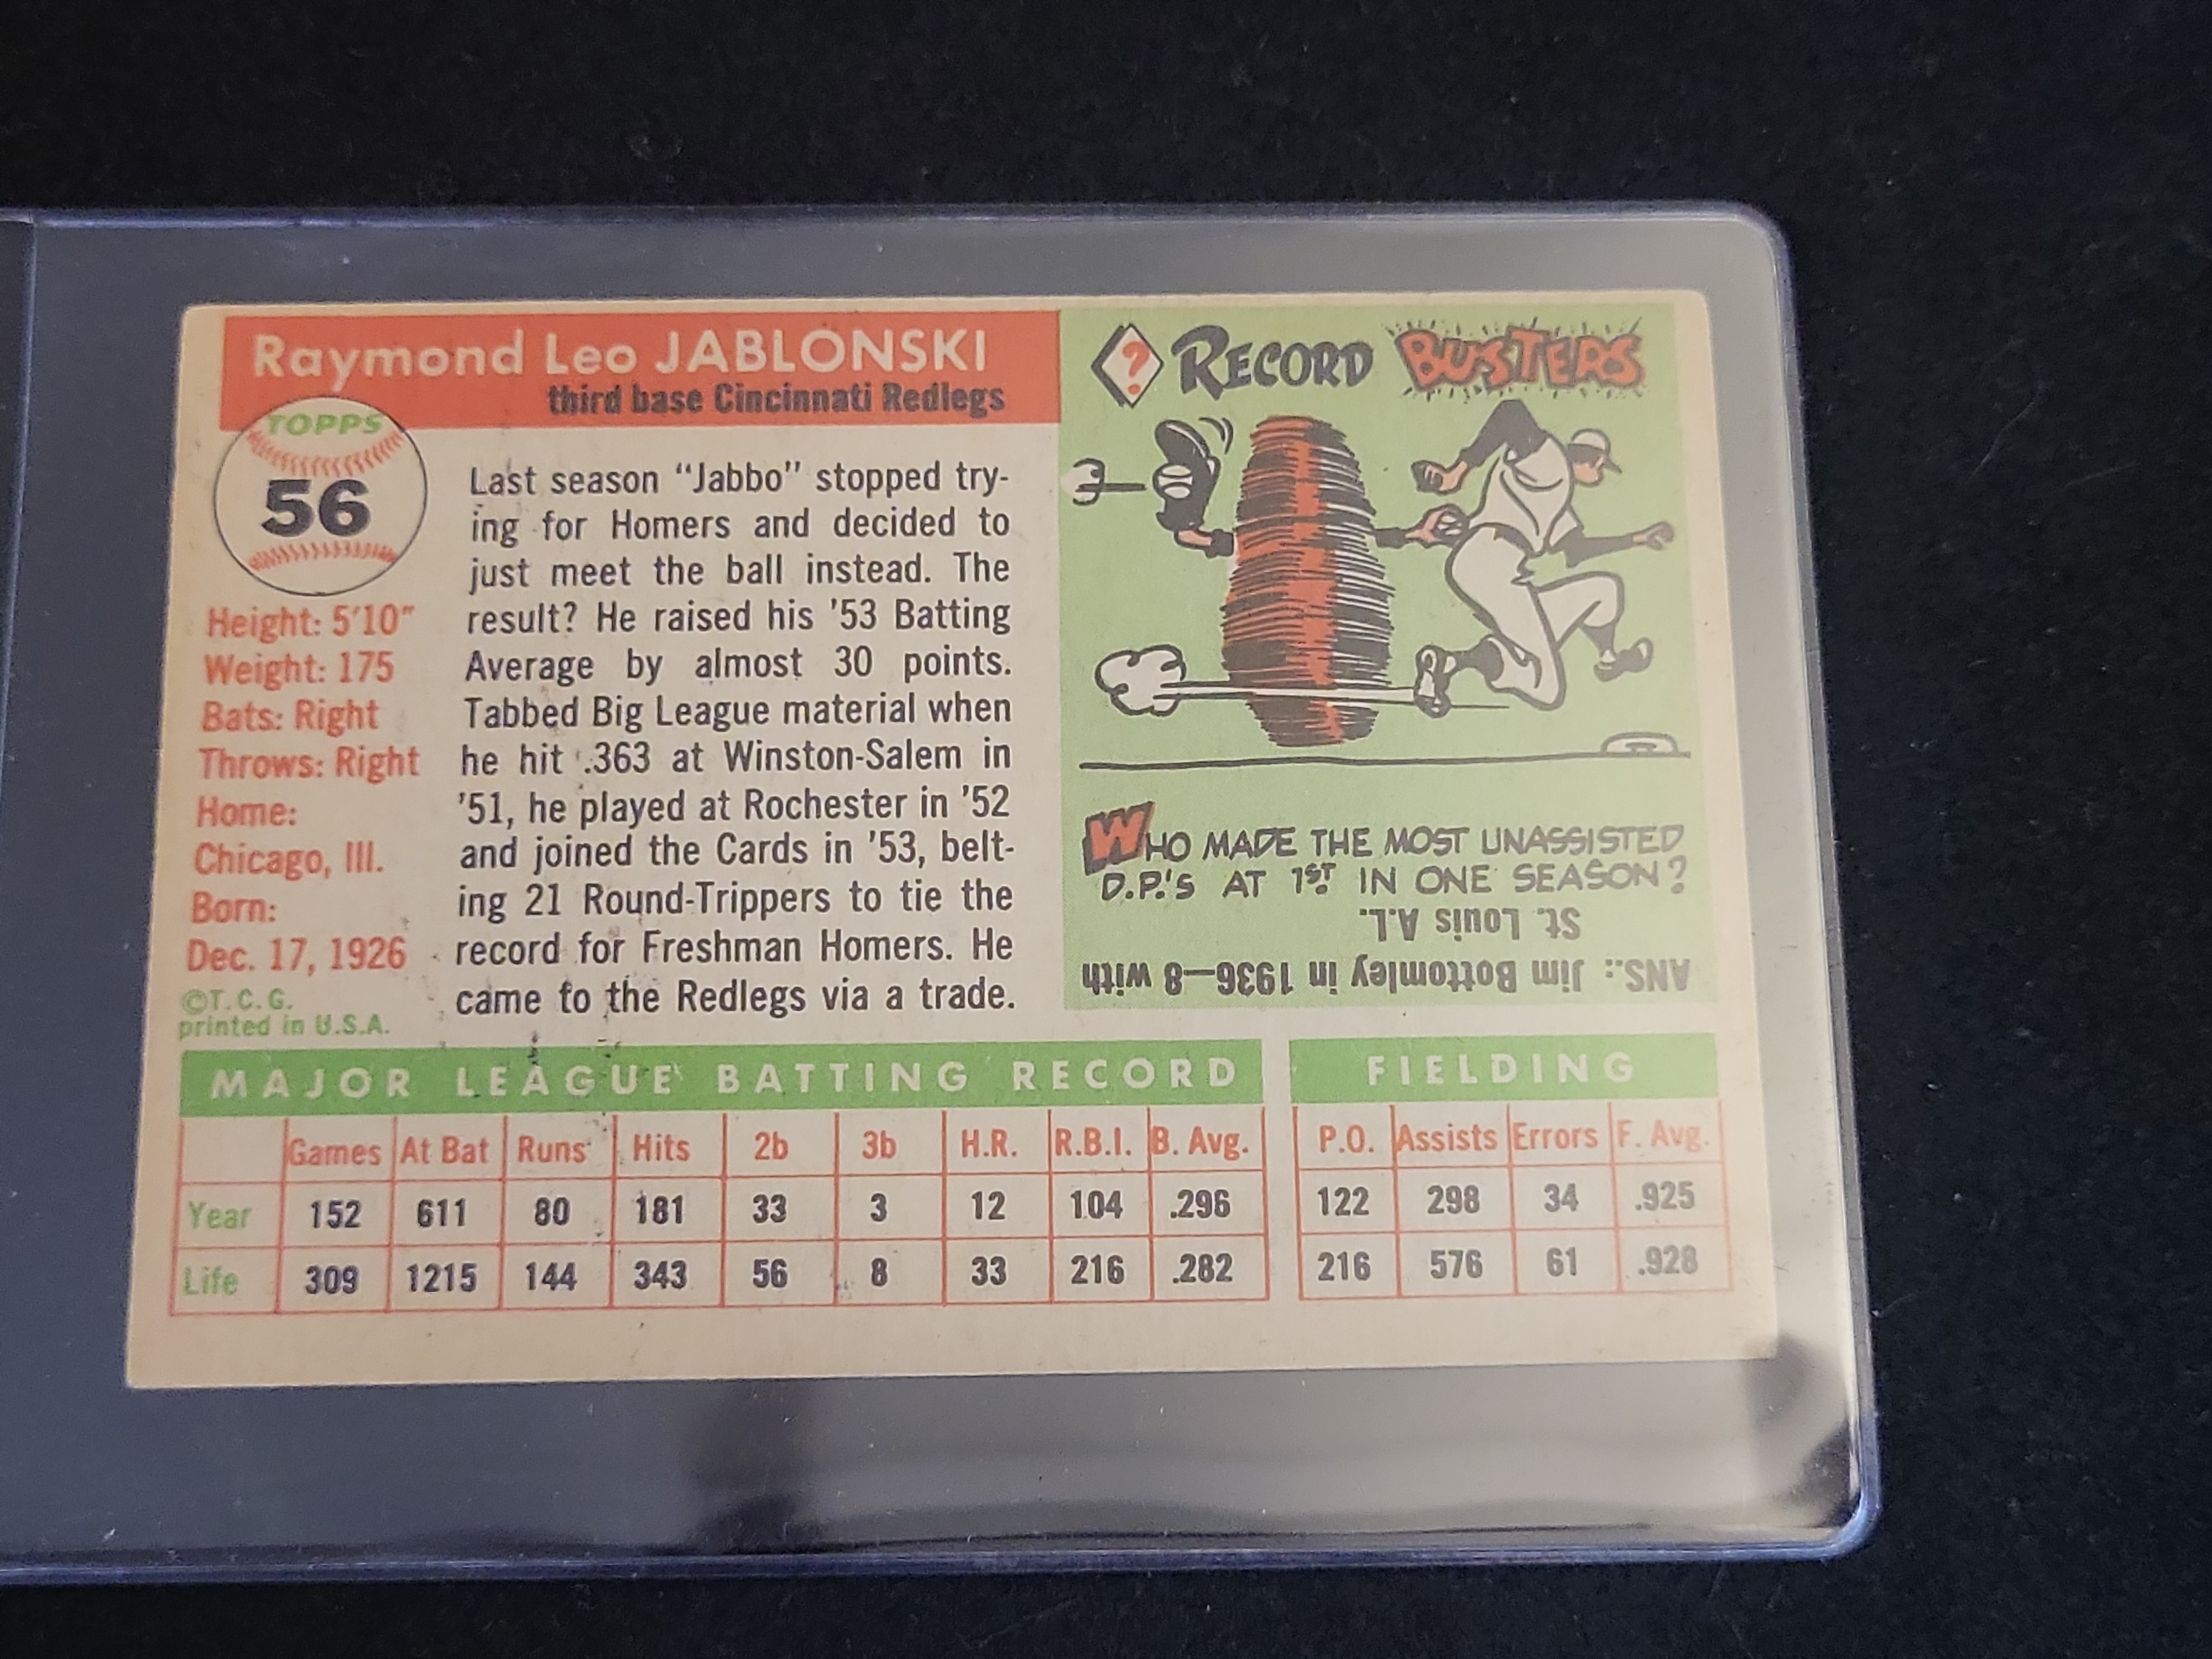 Raymond Leo JABLONSKI
third base Cincinnati Redlegs
TOPPS
56
Height: 5'10"
Weight: 175
Bats: Right
Throws: Right
Home:
Chicago, Ill.
Born:
Dec. 17, 1926
©T.C.G.
printed in U.S.A.
Last season “Jabbo” stopped try-
ing for Homers and decided to
just meet the ball instead. The
result? He raised his ’53 Batting
Average by almost 30 points.
Tabbed Big League material when
he hit .363 at Winston-Salem in
’51, he played at Rochester in ’52
and joined the Cards in ’53, belt-
ing 21 Round-Trippers to tie the
record for Freshman Homers. He
came to the Redlegs via a trade.
? RECORD BUSTERS
WHO MADE THE MOST UNASSISTED
D.P.'S AT 1ST IN ONE SEASON?
ANS.: Jim Bottomley in 1936—8 with
St. Louis A.L.
MAJOR LEAGUE BATTING RECORD
Games At Bat Runs Hits 2b 3b H.R. R.B.I. B. Avg.
Year 152 611 80 181 33 3 12 104 .296
Life 309 1215 144 343 56 8 33 216 .282
FIELDING
P.O. Assists Errors F. Avg.
122 298 34 .925
216 576 61 .928